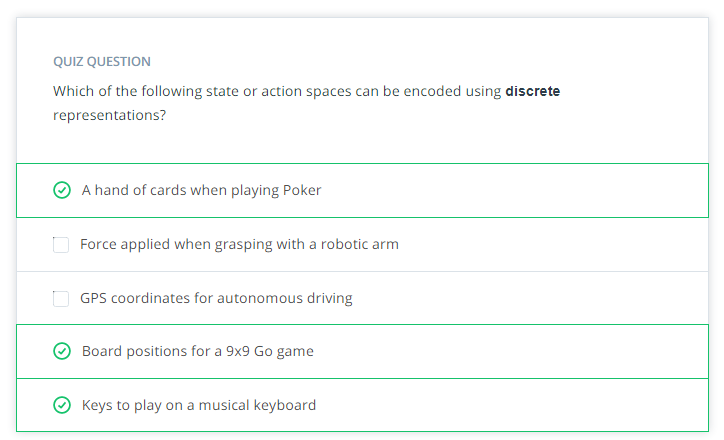 QUIZ QUESTION
Which of the following state or action spaces can be encoded using discrete
representations?
A hand of cards when playing Poker
Force applied when grasping with a robotic arm
GPS coordinates for autonomous driving
Board positions for a 9x9 Go game
Keys to play on a musical keyboard